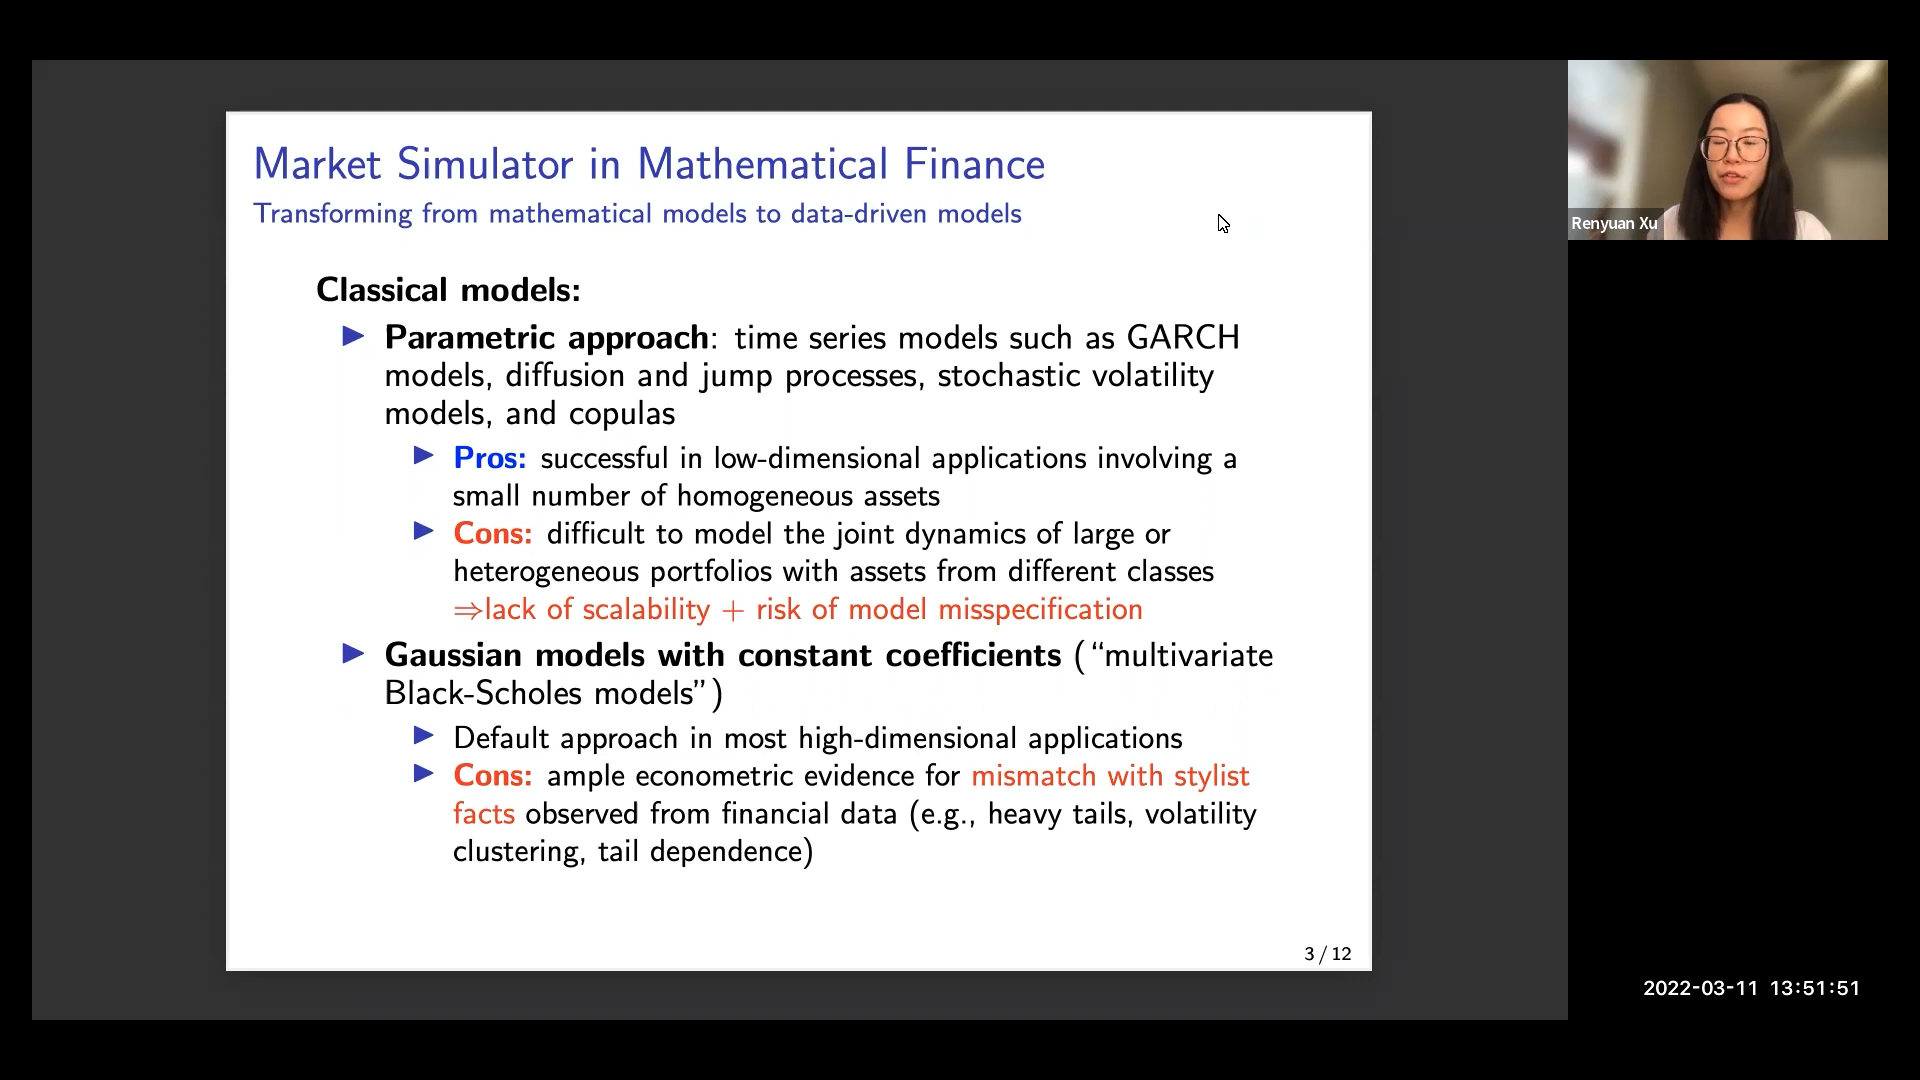 Market Simulator in Mathematical Finance
Transforming from mathematical models to data-driven models
Classical models:
Parametric approach: time series models such as GARCH
models, diffusion and jump processes, stochastic volatility
models, and copulas
Pros: successful in low-dimensional applications involving a
small number of homogeneous assets
Cons: difficult to model the joint dynamics of large or
heterogeneous portfolios with assets from different classes
⇒lack of scalability + risk of model misspecification
Gaussian models with constant coefficients (“multivariate
Black-Scholes models”)
Default approach in most high-dimensional applications
Cons: ample econometric evidence for mismatch with stylist
facts observed from financial data (e.g., heavy tails, volatility
clustering, tail dependence)
3 / 12
Renyuan Xu
2022-03-11 13:51:51